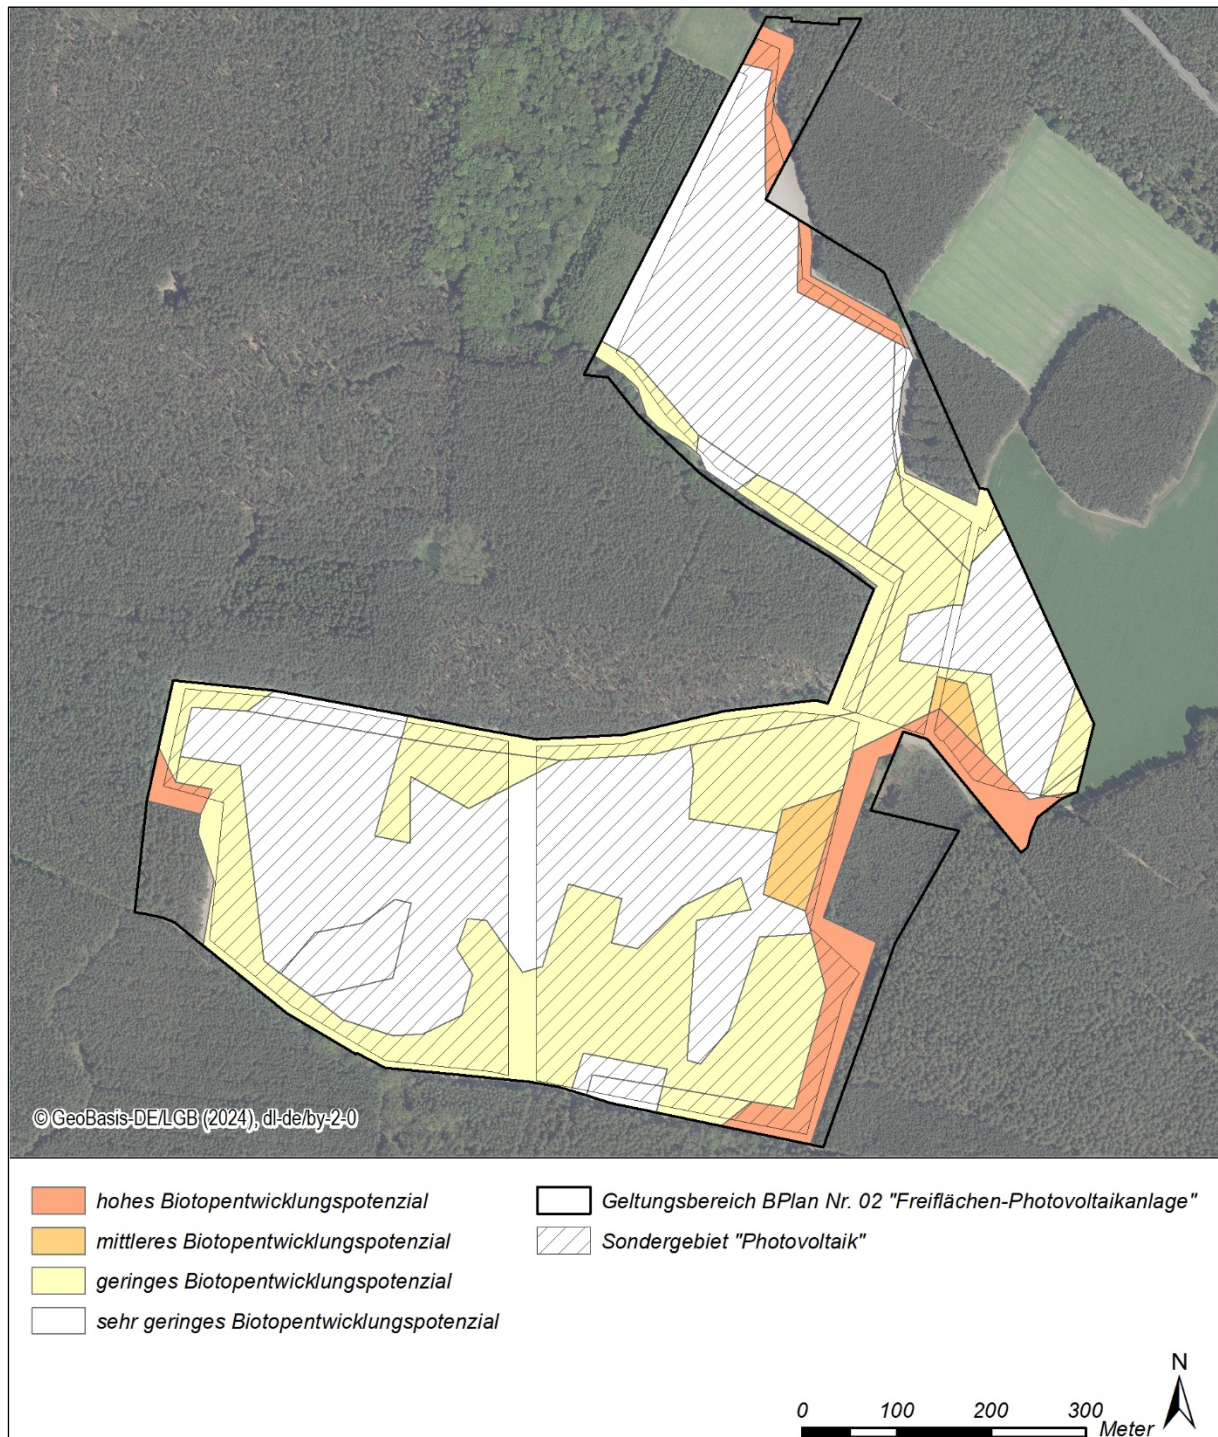 © GeoBasis-DE/LGB (2024), dl-de/by-2-0
hohes Biotopentwicklungspotenzial
mittleres Biotopentwicklungspotenzial
geringes Biotopentwicklungspotenzial
sehr geringes Biotopentwicklungspotenzial
Geltungsbereich BPlan Nr. 02 "Freiflächen-Photovoltaikanlage"
Sondergebiet "Photovoltaik"
N
0 100 200 300
Meter